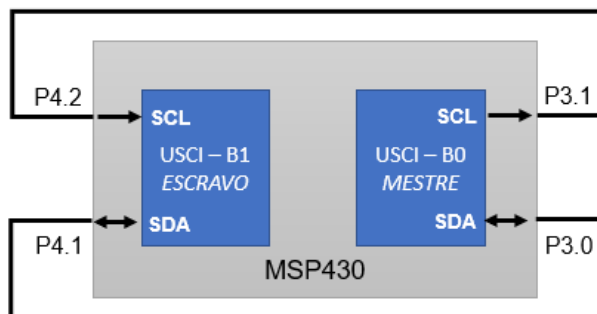 P4.2
SCL
USCI – B1
ESCRAVO
SDA
P4.1
P3.1
SCL
USCI – B0
MESTRE
SDA
P3.0
MSP430